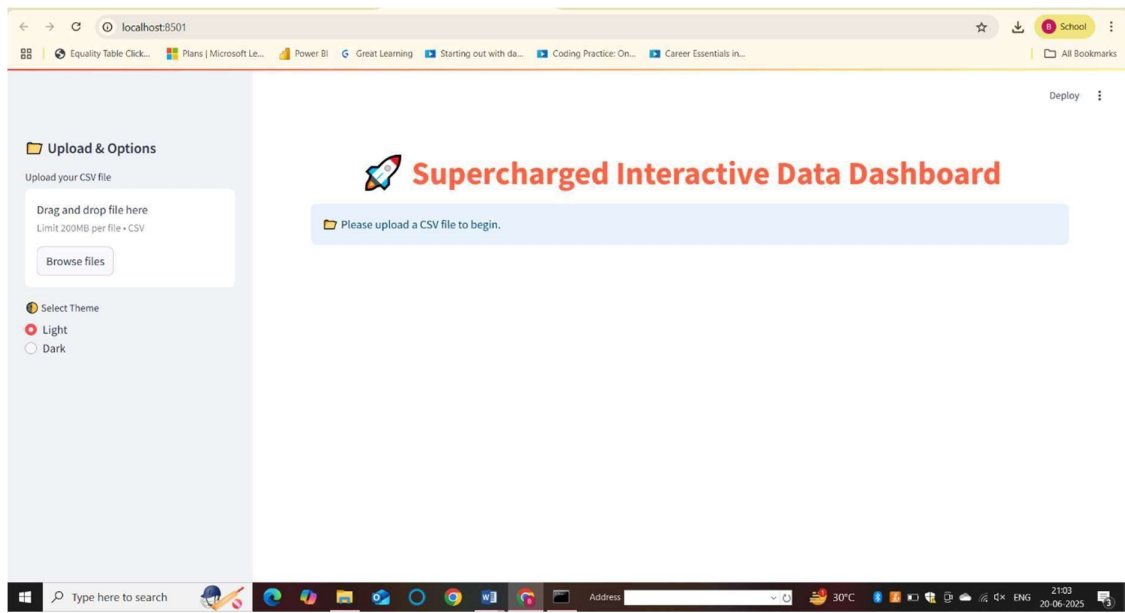 localhost:8501
School
Equality Table Click...
Plans | Microsoft Le...
Power BI
Great Learning
Starting out with da...
Coding Practice: On...
Career Essentials in...
All Bookmarks
Deploy
Upload & Options
Upload your CSV file
Drag and drop file here
Limit 200MB per file • CSV
Browse files
Select Theme
Light
Dark
Supercharged Interactive Data Dashboard
Please upload a CSV file to begin.
Type here to search
Address
30°C
ENG
21:03
20-06-2025